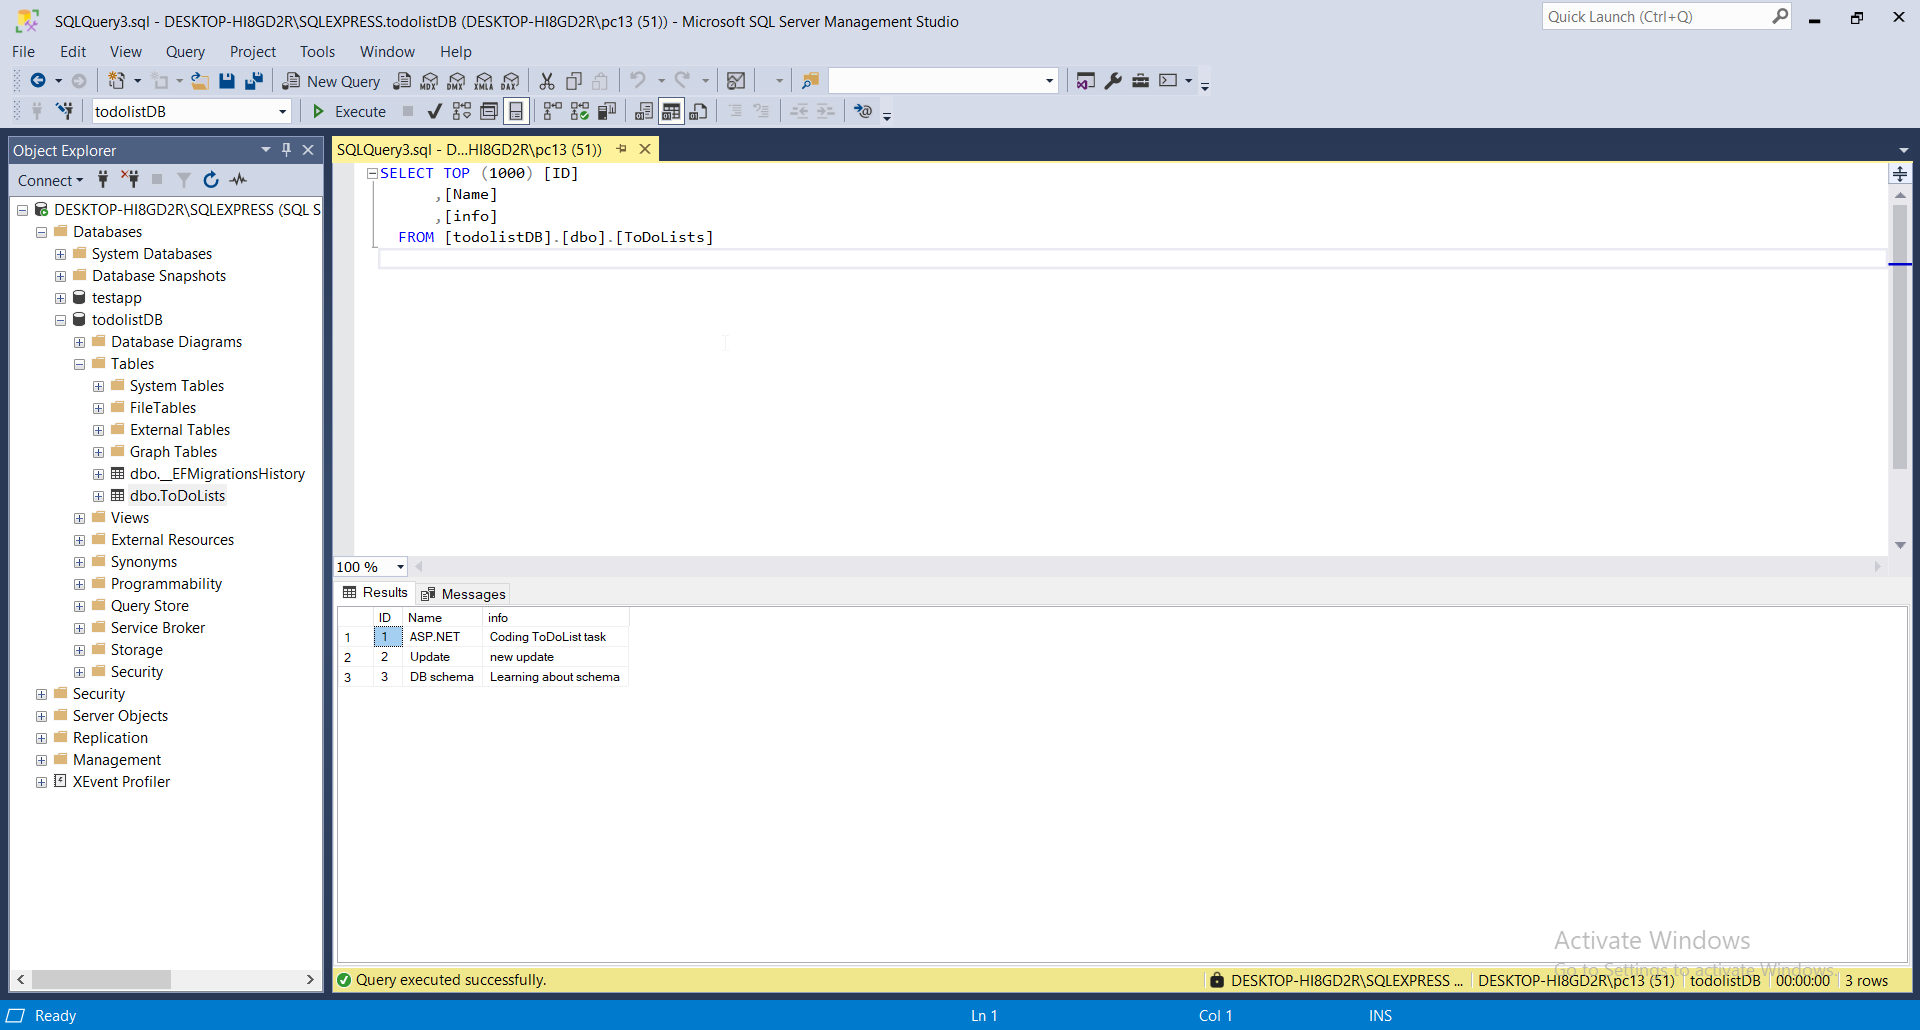 SQLQuery3.sql - DESKTOP-HI8GD2R\SQLEXPRESS.todolistDB (DESKTOP-HI8GD2R\pc13 (51)) - Microsoft SQL Server Management Studio
Quick Launch (Ctrl+Q)
File Edit View Query Project Tools Window Help
New Query MDX DMX XMLA DAX
todolistDB Execute
Object Explorer
Connect
DESKTOP-HI8GD2R\SQLEXPRESS (SQL S
Databases
System Databases
Database Snapshots
testapp
todolistDB
Database Diagrams
Tables
System Tables
FileTables
External Tables
Graph Tables
dbo.__EFMigrationsHistory
dbo.ToDoLists
Views
External Resources
Synonyms
Programmability
Query Store
Service Broker
Storage
Security
Security
Server Objects
Replication
Management
XEvent Profiler
SQLQuery3.sql - D...HI8GD2R\pc13 (51))
SELECT TOP (1000) [ID]
,[Name]
,[info]
FROM [todolistDB].[dbo].[ToDoLists]
100 %
Results Messages
ID Name info
1 1 ASP.NET Coding ToDoList task
2 2 Update new update
3 3 DB schema Learning about schema
Activate Windows
Go to Settings to activate Windows.
Query executed successfully.
DESKTOP-HI8GD2R\SQLEXPRESS ... DESKTOP-HI8GD2R\pc13 (51) todolistDB 00:00:00 3 rows
Ready Ln 1 Col 1 INS